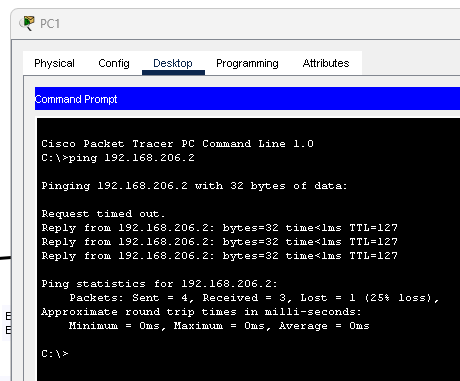 PC1
Physical Config Desktop Programming Attributes
Command Prompt
Cisco Packet Tracer PC Command Line 1.0
C:\>ping 192.168.206.2
Pinging 192.168.206.2 with 32 bytes of data:
Request timed out.
Reply from 192.168.206.2: bytes=32 time<1ms TTL=127
Reply from 192.168.206.2: bytes=32 time<1ms TTL=127
Reply from 192.168.206.2: bytes=32 time<1ms TTL=127
Ping statistics for 192.168.206.2:
Packets: Sent = 4, Received = 3, Lost = 1 (25% loss),
Approximate round trip times in milli-seconds:
Minimum = 0ms, Maximum = 0ms, Average = 0ms
C:\>